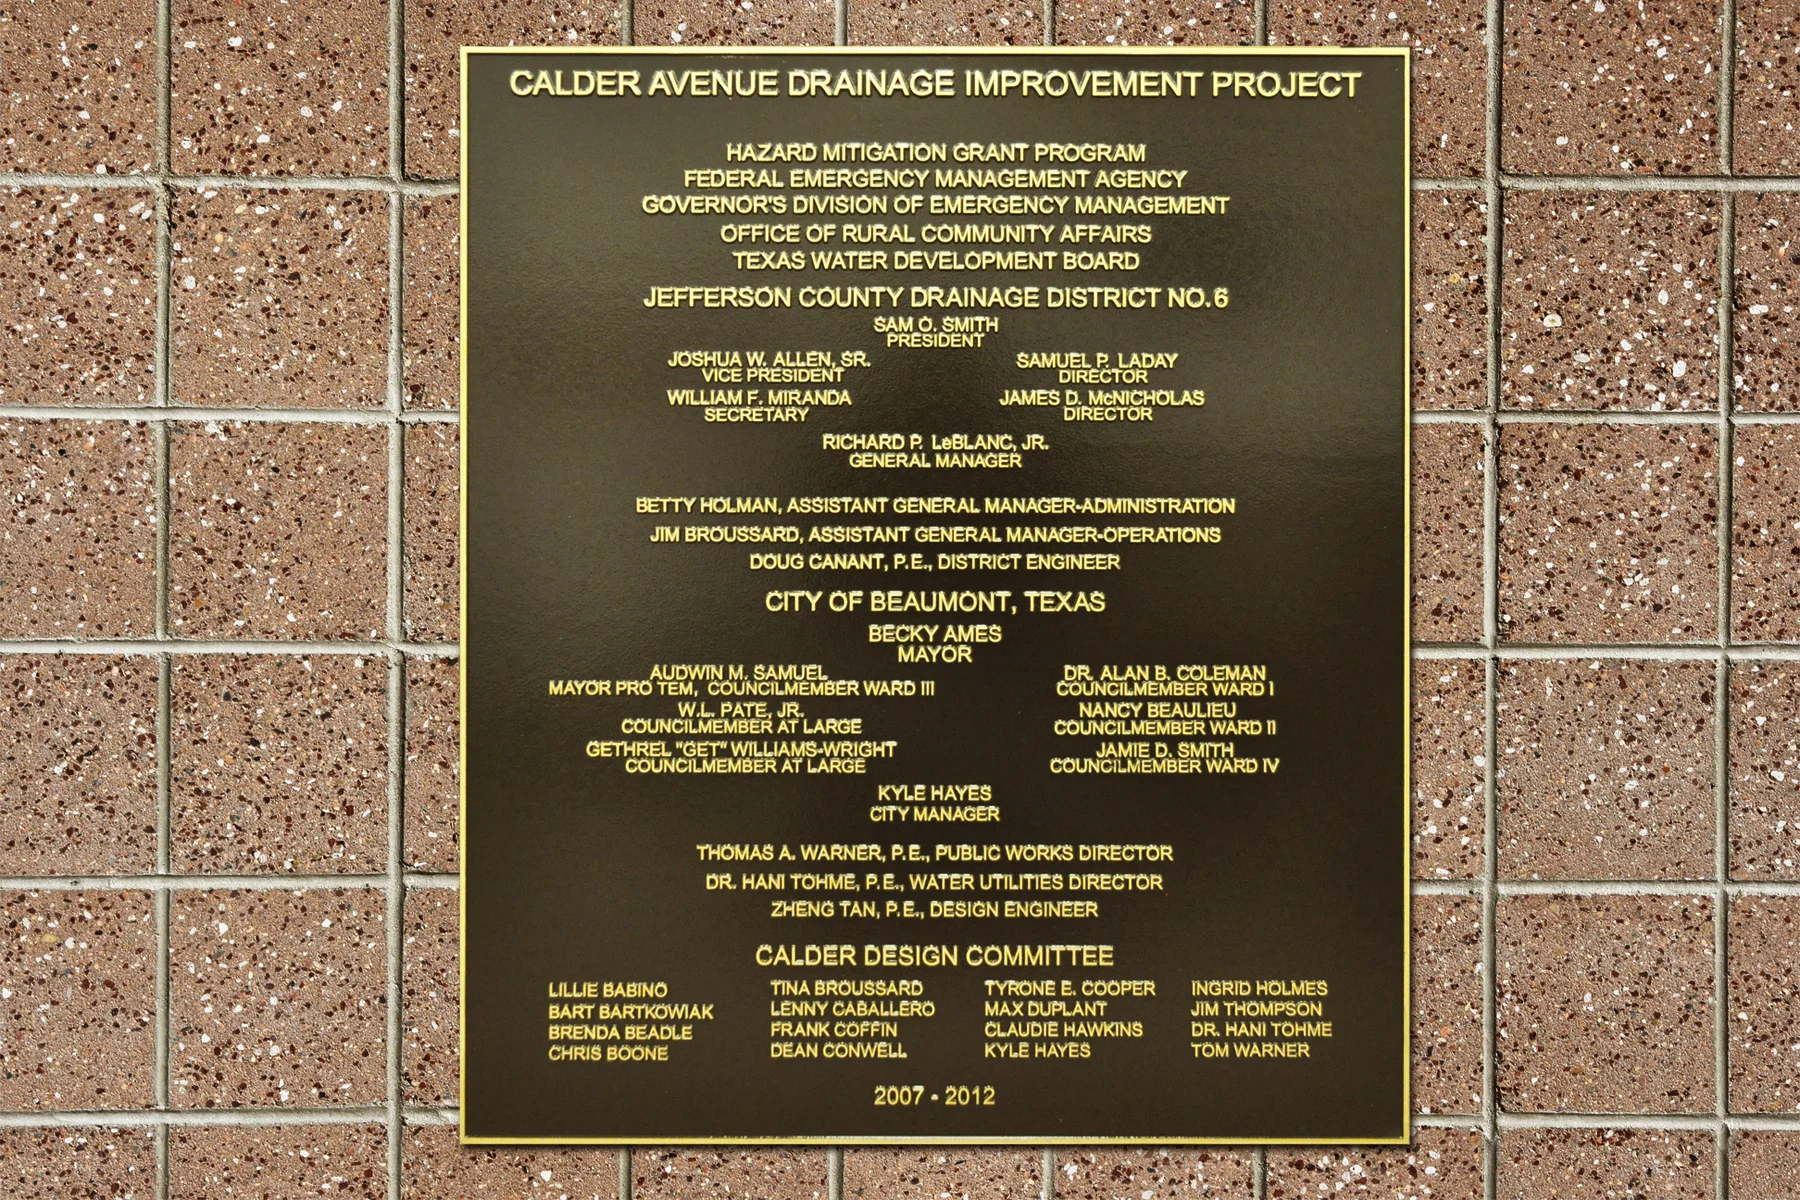 CALDER AVENUE DRAINAGE IMPROVEMENT PROJECT
HAZARD MITIGATION GRANT PROGRAM
FEDERAL EMERGENCY MANAGEMENT AGENCY
GOVERNOR'S DIVISION OF EMERGENCY MANAGEMENT
OFFICE OF RURAL COMMUNITY AFFAIRS
TEXAS WATER DEVELOPMENT BOARD
JEFFERSON COUNTY DRAINAGE DISTRICT NO. 6
SAM O. SMITH
PRESIDENT
JOSHUA W. ALLEN, SR.
VICE PRESIDENT
SAMUEL P. LADAY
DIRECTOR
WILLIAM F. MIRANDA
SECRETARY
JAMES D. McNICHOLAS
DIRECTOR
RICHARD P. LeBLANC, JR.
GENERAL MANAGER
BETTY HOLMAN, ASSISTANT GENERAL MANAGER-ADMINISTRATION
JIM BROUSSARD, ASSISTANT GENERAL MANAGER-OPERATIONS
DOUG CANANT, P.E., DISTRICT ENGINEER
CITY OF BEAUMONT, TEXAS
BECKY AMES
MAYOR
AUDWIN M. SAMUEL
MAYOR PRO TEM, COUNCILMEMBER WARD III
DR. ALAN B. COLEMAN
COUNCILMEMBER WARD I
W.L. PATE, JR.
COUNCILMEMBER AT LARGE
NANCY BEAULIEU
COUNCILMEMBER WARD II
GETHREL "GET" WILLIAMS-WRIGHT
COUNCILMEMBER AT LARGE
JAMIE D. SMITH
COUNCILMEMBER WARD IV
KYLE HAYES
CITY MANAGER
THOMAS A. WARNER, P.E., PUBLIC WORKS DIRECTOR
DR. HANI TOHME, P.E., WATER UTILITIES DIRECTOR
ZHENG TAN, P.E., DESIGN ENGINEER
CALDER DESIGN COMMITTEE
LILLIE BABINO
BART BARTKOWIAK
BRENDA BEADLE
CHRIS BOONE
TINA BROUSSARD
LENNY CABALLERO
FRANK COFFIN
DEAN CONWELL
TYRONE E. COOPER
MAX DUPLANT
CLAUDIE HAWKINS
KYLE HAYES
INGRID HOLMES
JIM THOMPSON
DR. HANI TOHME
TOM WARNER
2007 - 2012